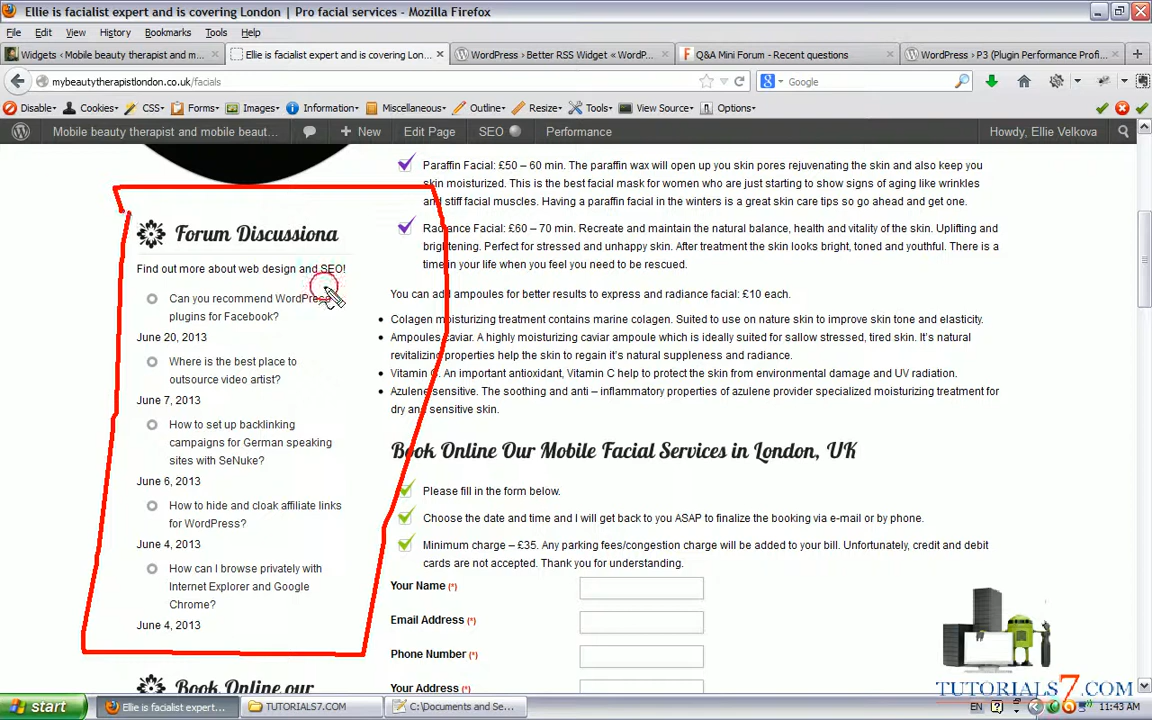 Ellie is facialist expert and is covering London | Pro facial services - Mozilla Firefox
File Edit View History Bookmarks Tools Help
Widgets ‹ Mobile beauty therapist and m...
Ellie is facialist expert and is covering Lon...
WordPress › Better RSS Widget « WordP...
Q&A Mini Forum - Recent questions
WordPress › P3 (Plugin Performance Profi...
mybeautytherapistlondon.co.uk/facials
Google
Disable Cookies CSS Forms Images Information Miscellaneous Outline Resize Tools View Source Options
Mobile beauty therapist and mobile beaut... New Edit Page SEO Performance Howdy, Ellie Velkova
Paraffin Facial: £50 – 60 min. The paraffin wax will open up you skin pores rejuvenating the skin and also keep you
skin moisturized. This is the best facial mask for women who are just starting to show signs of aging like wrinkles
and stiff facial muscles. Having a paraffin facial in the winters is a great skin care tips so go ahead and get one.
Radiance Facial: £60 – 70 min. Recreate and maintain the natural balance, health and vitality of the skin. Uplifting and
brightening. Perfect for stressed and unhappy skin. After treatment the skin looks bright, toned and youthful. There is a
time in your life when you feel you need to be rescued.
You can add ampoules for better results to express and radiance facial: £10 each.
Colagen moisturizing treatment contains marine colagen. Suited to use on nature skin to improve skin tone and elasticity.
Ampoules caviar. A highly moisturizing caviar ampoule which is ideally suited for sallow stressed, tired skin. It's natural
revitalizing properties help the skin to regain it's natural suppleness and radiance.
Vitamin C. An important antioxidant, Vitamin C help to protect the skin from environmental damage and UV radiation.
Azulene sensitive. The soothing and anti – inflammatory properties of azulene provider specialized moisturizing treatment for
dry and sensitive skin.
Book Online Our Mobile Facial Services in London, UK
Please fill in the form below.
Choose the date and time and I will get back to you ASAP to finalize the booking via e-mail or by phone.
Minimum charge – £35. Any parking fees/congestion charge will be added to your bill. Unfortunately, credit and debit
cards are not accepted. Thank you for understanding.
Your Name (*)
Email Address (*)
Phone Number (*)
Your Address (*)
Forum Discussiona
Find out more about web design and SEO!
Can you recommend WordPress
plugins for Facebook?
June 20, 2013
Where is the best place to
outsource video artist?
June 7, 2013
How to set up backlinking
campaigns for German speaking
sites with SeNuke?
June 6, 2013
How to hide and cloak affiliate links
for WordPress?
June 4, 2013
How can I browse privately with
Internet Explorer and Google
Chrome?
June 4, 2013
Book Online our
TUTORIALS7.COM
start
Ellie is facialist expert...
TUTORIALS7.COM
C:\Documents and Se...
EN
11:43 AM